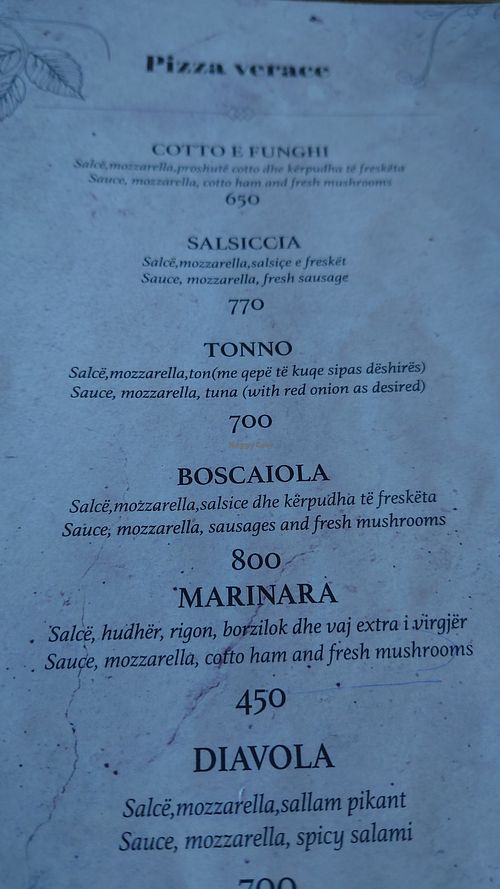 Pizza verace
COTTO E FUNGHI
Salcë,mozzarella,proshutë cotto dhe kërpudha të freskëta
Sauce, mozzarella, cotto ham and fresh mushrooms
650
SALSICCIA
Salcë,mozzarella,salsiçe e freskët
Sauce, mozzarella, fresh sausage
770
TONNO
Salcë,mozzarella,ton(me qepë të kuqe sipas dëshirës)
Sauce, mozzarella, tuna (with red onion as desired)
700
BOSCAIOLA
Salcë,mozzarella,salsice dhe kërpudha të freskëta
Sauce, mozzarella, sausages and fresh mushrooms
800
MARINARA
Salcë, hudhër, rigon, borzilok dhe vaj extra i virgjër
Sauce, mozzarella, cotto ham and fresh mushrooms
450
DIAVOLA
Salcë,mozzarella,sallam pikant
Sauce, mozzarella, spicy salami
700